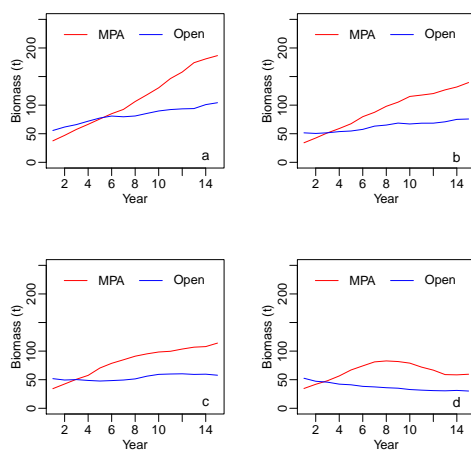 MPA Open
Biomass (t)
0 50 100 200
2 4 6 8 10 14
Year
a
MPA Open
Biomass (t)
0 50 100 200
2 4 6 8 10 14
Year
b
MPA Open
Biomass (t)
0 50 100 200
2 4 6 8 10 14
Year
c
MPA Open
Biomass (t)
0 50 100 200
2 4 6 8 10 14
Year
d